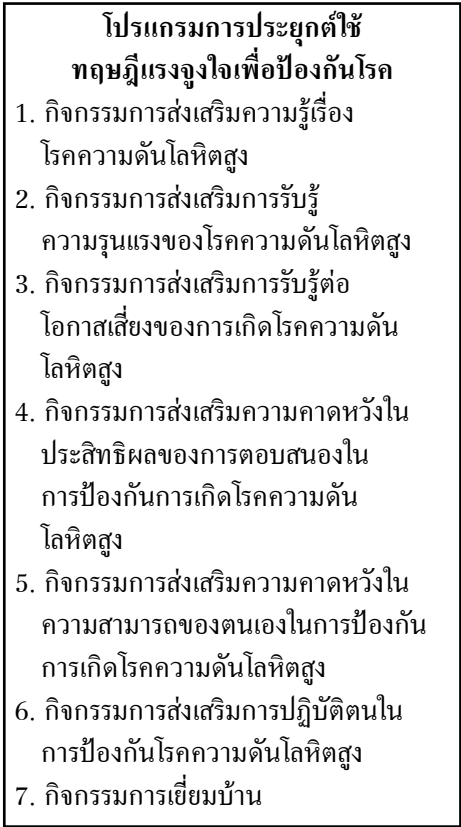 โปรแกรมการประยุกต์ใช้
ทฤษฎีแรงจูงใจเพื่อป้องกันโรค
1. กิจกรรมการส่งเสริมความรู้เรื่อง
โรคความดันโลหิตสูง
2. กิจกรรมการส่งเสริมการรับรู้
ความรุนแรงของโรคความดันโลหิตสูง
3. กิจกรรมการส่งเสริมการรับรู้ต่อ
โอกาสเสี่ยงของการเกิดโรคความดัน
โลหิตสูง
4. กิจกรรมการส่งเสริมความคาดหวังใน
ประสิทธิผลของการตอบสนองใน
การป้องกันการเกิดโรคความดัน
โลหิตสูง
5. กิจกรรมการส่งเสริมความคาดหวังใน
ความสามารถของตนเองในการป้องกัน
การเกิดโรคความดันโลหิตสูง
6. กิจกรรมการส่งเสริมการปฏิบัติตนใน
การป้องกันโรคความดันโลหิตสูง
7. กิจกรรมการเยี่ยมบ้าน